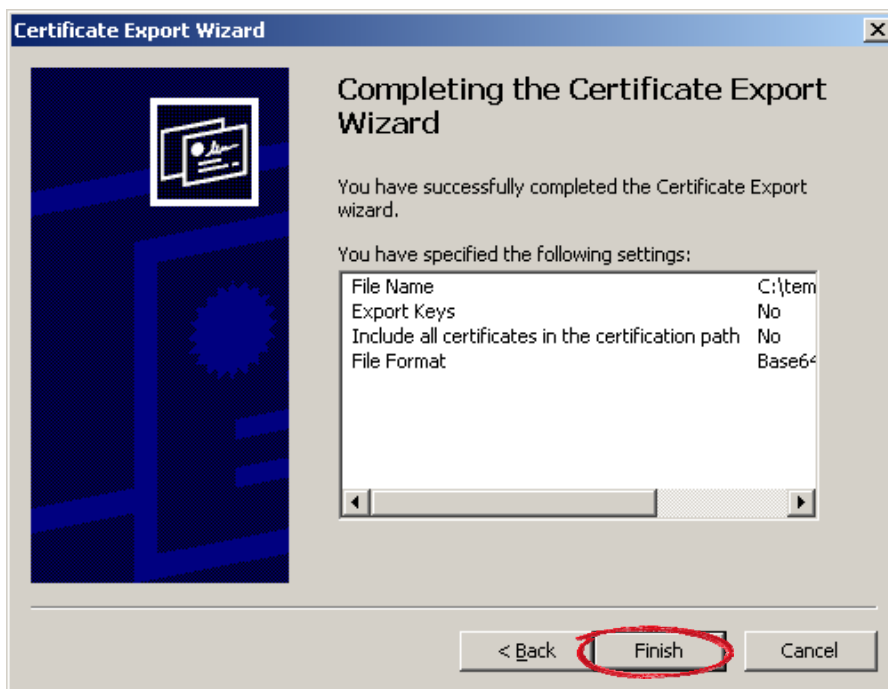 Certificate Export Wizard
Completing the Certificate Export
Wizard
You have successfully completed the Certificate Export
wizard.
You have specified the following settings:
File Name C:\tem
Export Keys No
Include all certificates in the certification path No
File Format Base64
< Back Finish Cancel